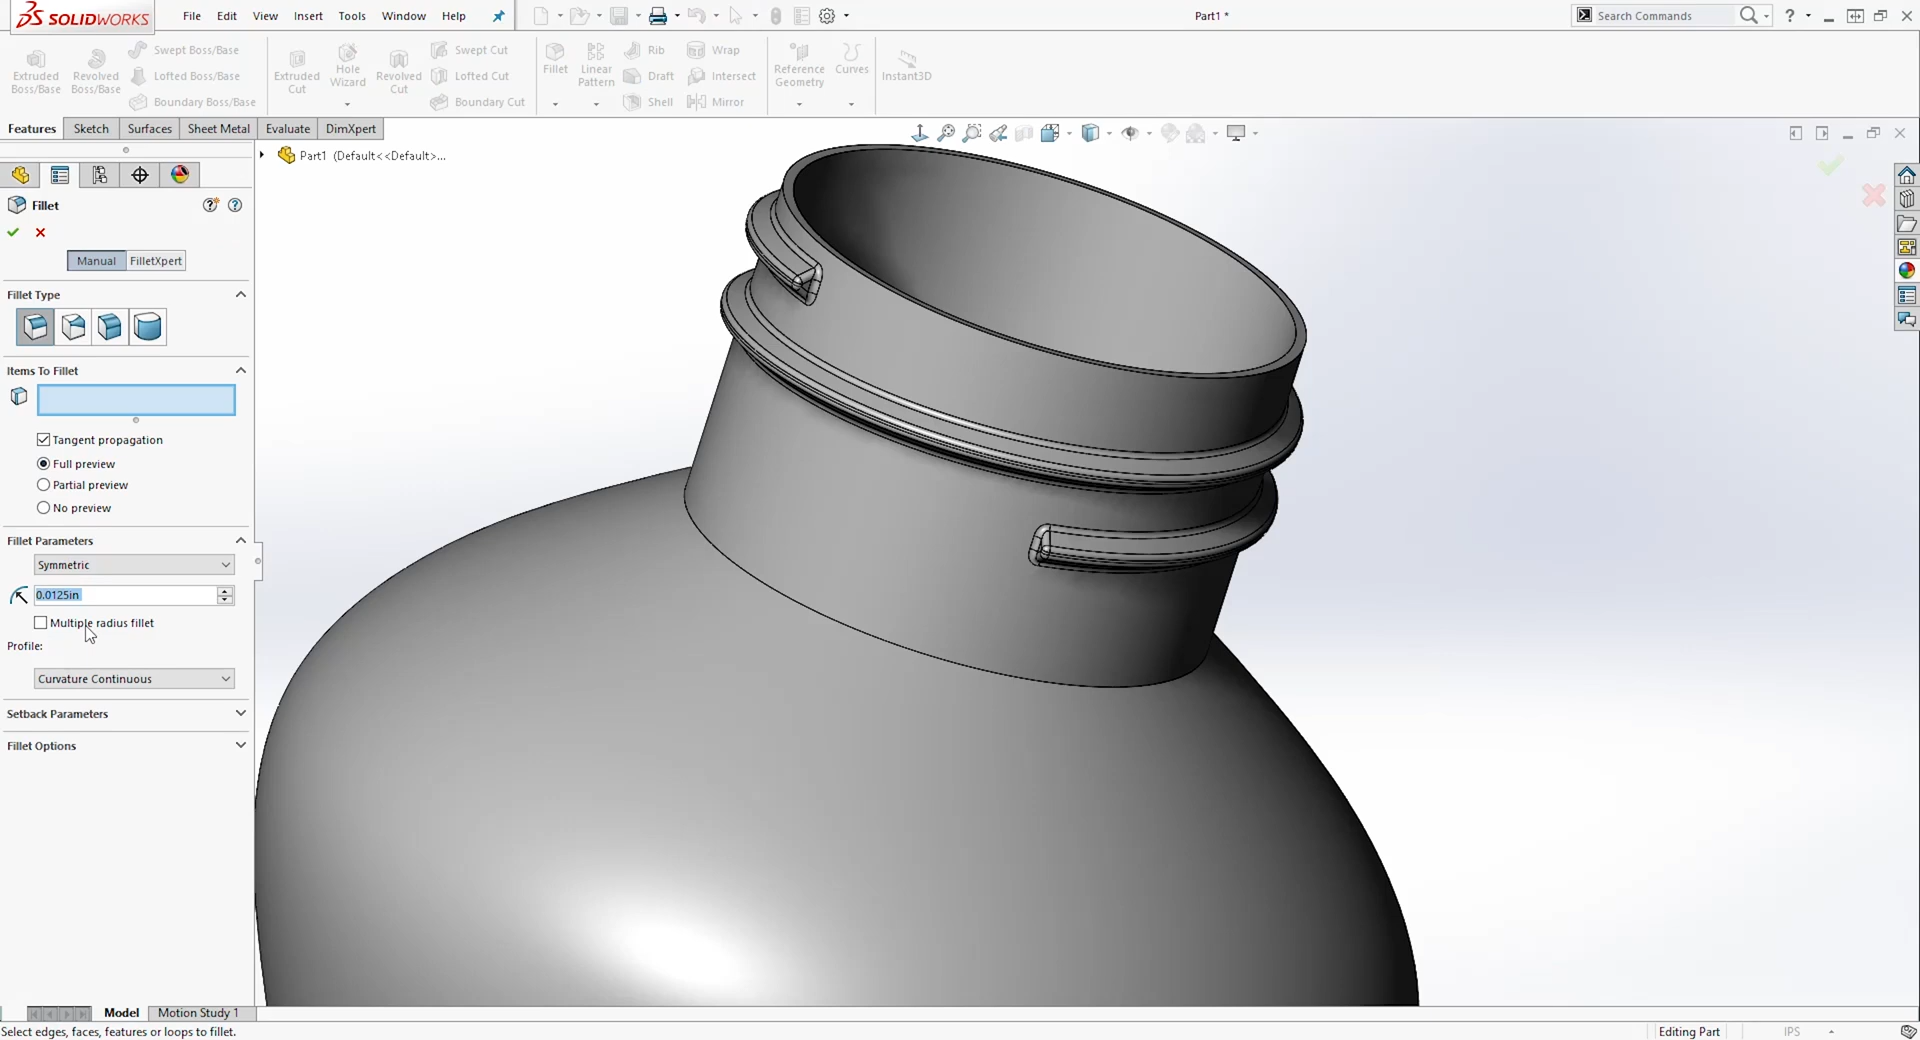 SOLIDWORKS
File Edit View Insert Tools Window Help
Part1 *
Search Commands
?
Extruded Boss/Base
Revolved Boss/Base
Swept Boss/Base
Lofted Boss/Base
Boundary Boss/Base
Extruded Cut
Hole Wizard
Revolved Cut
Swept Cut
Lofted Cut
Boundary Cut
Fillet
Linear Pattern
Rib
Draft
Shell
Wrap
Intersect
Mirror
Reference Geometry
Curves
Instant3D
Features Sketch Surfaces Sheet Metal Evaluate DimXpert
Part1 (Default<<Default>...
Fillet
Manual FilletXpert
Fillet Type
Items To Fillet
Tangent propagation
Full preview
Partial preview
No preview
Fillet Parameters
Symmetric
0.0125in
Multiple radius fillet
Profile:
Curvature Continuous
Setback Parameters
Fillet Options
Model Motion Study 1
Select edges, faces, features or loops to fillet.
Editing Part
IPS